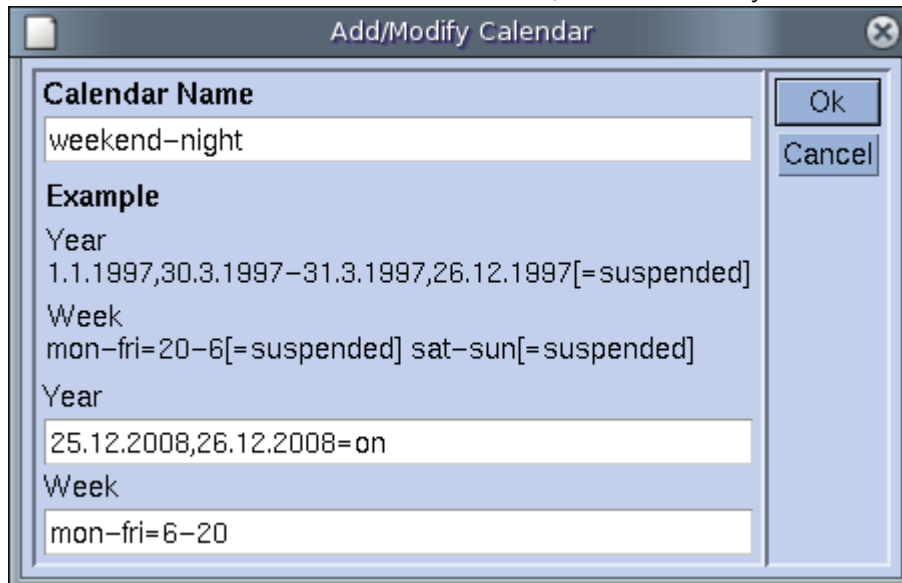 Add/Modify Calendar
Calendar Name
Ok
weekend-night
Cancel
Example
Year
1.1.1997,30.3.1997-31.3.1997,26.12.1997[=suspended]
Week
mon-fri=20-6[=suspended] sat-sun[=suspended]
Year
25.12.2008,26.12.2008=on
Week
mon-fri=6-20